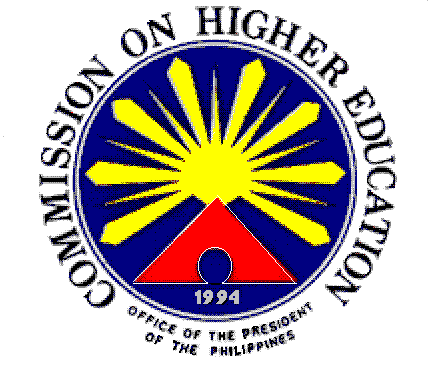 COMMISSION ON HIGHER EDUCATION
1994
OFFICE OF THE PRESIDENT
OF THE PHILIPPINES